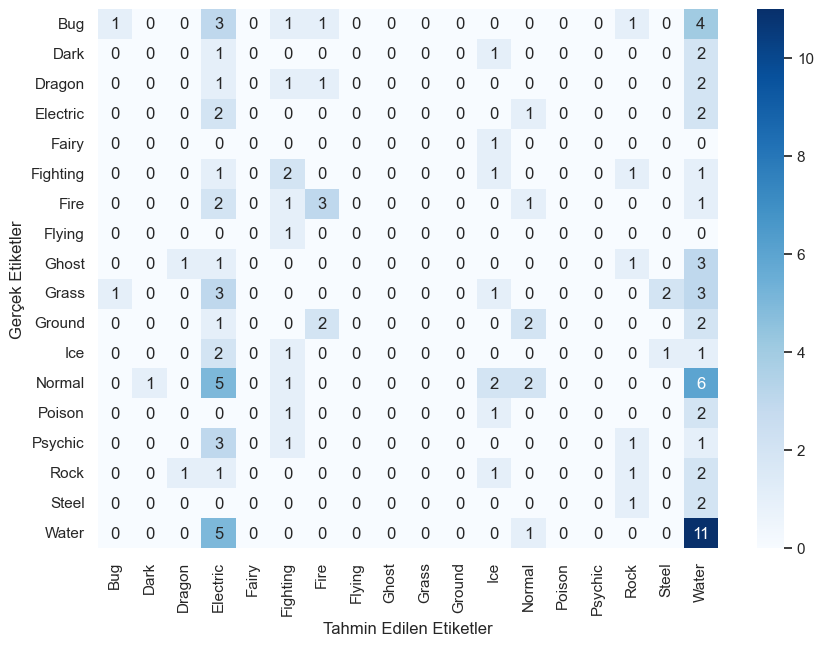 Gerçek Etiketler
Bug 1 0 0 3 0 1 1 0 0 0 0 0 0 0 0 1 0 4
Dark 0 0 0 1 0 0 0 0 0 0 0 1 0 0 0 0 0 2
Dragon 0 0 0 1 0 1 1 0 0 0 0 0 0 0 0 0 0 2
Electric 0 0 0 2 0 0 0 0 0 0 0 0 1 0 0 0 0 2
Fairy 0 0 0 0 0 0 0 0 0 0 0 1 0 0 0 0 0 0
Fighting 0 0 0 1 0 2 0 0 0 0 0 1 0 0 0 1 0 1
Fire 0 0 0 2 0 1 3 0 0 0 0 0 1 0 0 0 0 1
Flying 0 0 0 0 0 1 0 0 0 0 0 0 0 0 0 0 0 0
Ghost 0 0 1 1 0 0 0 0 0 0 0 0 0 0 0 1 0 3
Grass 1 0 0 3 0 0 0 0 0 0 0 1 0 0 0 0 2 3
Ground 0 0 0 1 0 0 2 0 0 0 0 0 2 0 0 0 0 2
Ice 0 0 0 2 0 1 0 0 0 0 0 0 0 0 0 0 1 1
Normal 0 1 0 5 0 1 0 0 0 0 0 2 2 0 0 0 0 6
Poison 0 0 0 0 0 1 0 0 0 0 0 1 0 0 0 0 0 2
Psychic 0 0 0 3 0 1 0 0 0 0 0 0 0 0 0 1 0 1
Rock 0 0 1 1 0 0 0 0 0 0 0 1 0 0 0 1 0 2
Steel 0 0 0 0 0 0 0 0 0 0 0 0 0 0 0 1 0 2
Water 0 0 0 5 0 0 0 0 0 0 0 0 1 0 0 0 0 11
Bug Dark Dragon Electric Fairy Fighting Fire Flying Ghost Grass Ground Ice Normal Poison Psychic Rock Steel Water
Tahmin Edilen Etiketler
10
8
6
4
2
0